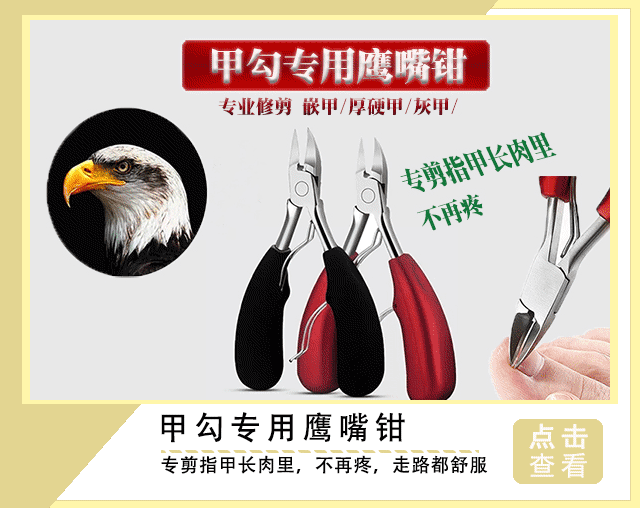 甲勾专用鹰嘴钳
专业修剪 嵌甲/厚硬甲/灰甲/
专剪指甲长肉里
不再疼
甲勾专用鹰嘴钳
专剪指甲长肉里，不再疼，走路都舒服
点击
查看